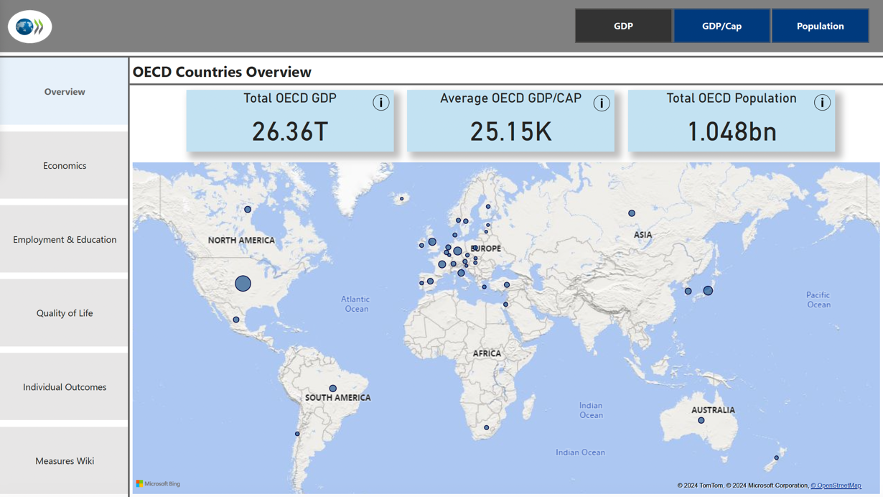 GDP
GDP/Cap
Population
Overview
Economics
Employment & Education
Quality of Life
Individual Outcomes
Measures Wiki
OECD Countries Overview
Total OECD GDP
i
26.36T
Average OECD GDP/CAP
i
25.15K
Total OECD Population
i
1.048bn
NORTH AMERICA
EUROPE
ASIA
Atlantic
Ocean
Pacific
Ocean
AFRICA
SOUTH AMERICA
Indian
Ocean
AUSTRALIA
Indian Ocean
Microsoft Bing
© 2024 TomTom, © 2024 Microsoft Corporation, © OpenStreetMap